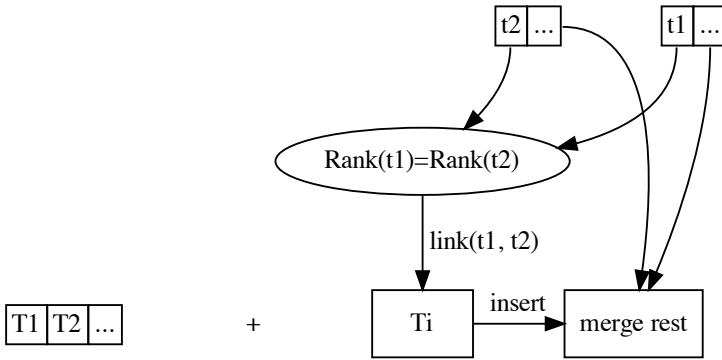 t2 ...
t1 ...
Rank(t1)=Rank(t2)
link(t1, t2)
T1 T2 ...
+
Ti
insert
merge rest